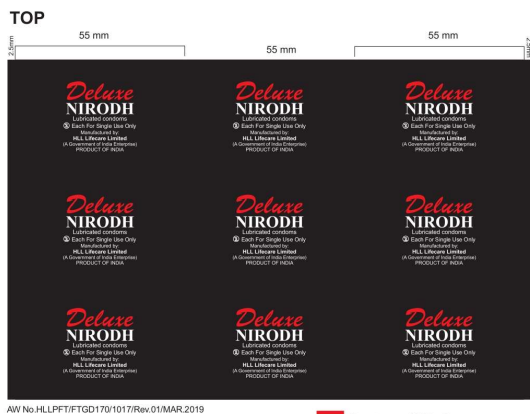 TOP
2.5mm 55 mm 55 mm 55 mm 2.5mm
Deluxe Deluxe Deluxe
NIRODH NIRODH NIRODH
Lubricated condoms Lubricated condoms Lubricated condoms
Each For Single Use Only Each For Single Use Only Each For Single Use Only
Manufactured by: Manufactured by: Manufactured by:
HLL Lifecare Limited HLL Lifecare Limited HLL Lifecare Limited
(A Government of India Enterprise) (A Government of India Enterprise) (A Government of India Enterprise)
PRODUCT OF INDIA PRODUCT OF INDIA PRODUCT OF INDIA
Deluxe Deluxe Deluxe
NIRODH NIRODH NIRODH
Lubricated condoms Lubricated condoms Lubricated condoms
Each For Single Use Only Each For Single Use Only Each For Single Use Only
Manufactured by: Manufactured by: Manufactured by:
HLL Lifecare Limited HLL Lifecare Limited HLL Lifecare Limited
(A Government of India Enterprise) (A Government of India Enterprise) (A Government of India Enterprise)
PRODUCT OF INDIA PRODUCT OF INDIA PRODUCT OF INDIA
Deluxe Deluxe Deluxe
NIRODH NIRODH NIRODH
Lubricated condoms Lubricated condoms Lubricated condoms
Each For Single Use Only Each For Single Use Only Each For Single Use Only
Manufactured by: Manufactured by: Manufactured by:
HLL Lifecare Limited HLL Lifecare Limited HLL Lifecare Limited
(A Government of India Enterprise) (A Government of India Enterprise) (A Government of India Enterprise)
PRODUCT OF INDIA PRODUCT OF INDIA PRODUCT OF INDIA
AW No.HLLPFT/FTGD170/1017/Rev.01/MAR.2019